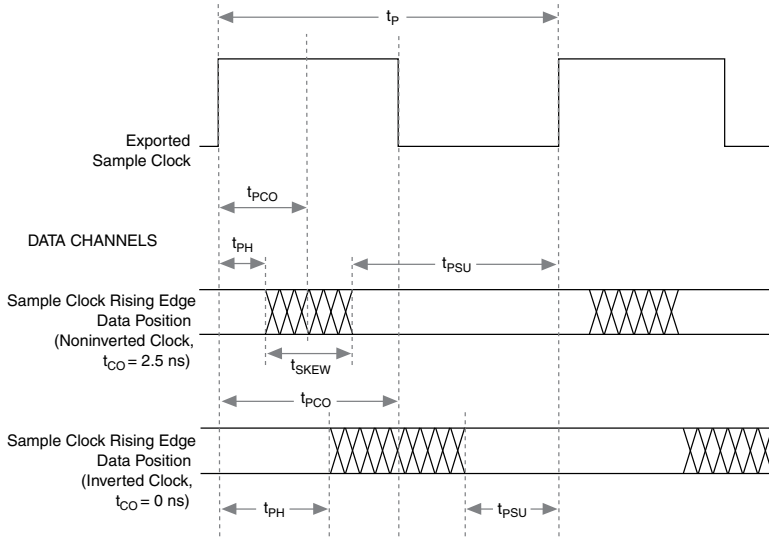 tP
Exported
Sample Clock
tPCO
DATA CHANNELS
tPH
tPSU
Sample Clock Rising Edge
Data Position
(Noninverted Clock,
tCO = 2.5 ns)
tSKEW
tPCO
Sample Clock Rising Edge
Data Position
(Inverted Clock,
tCO = 0 ns)
tPH
tPSU